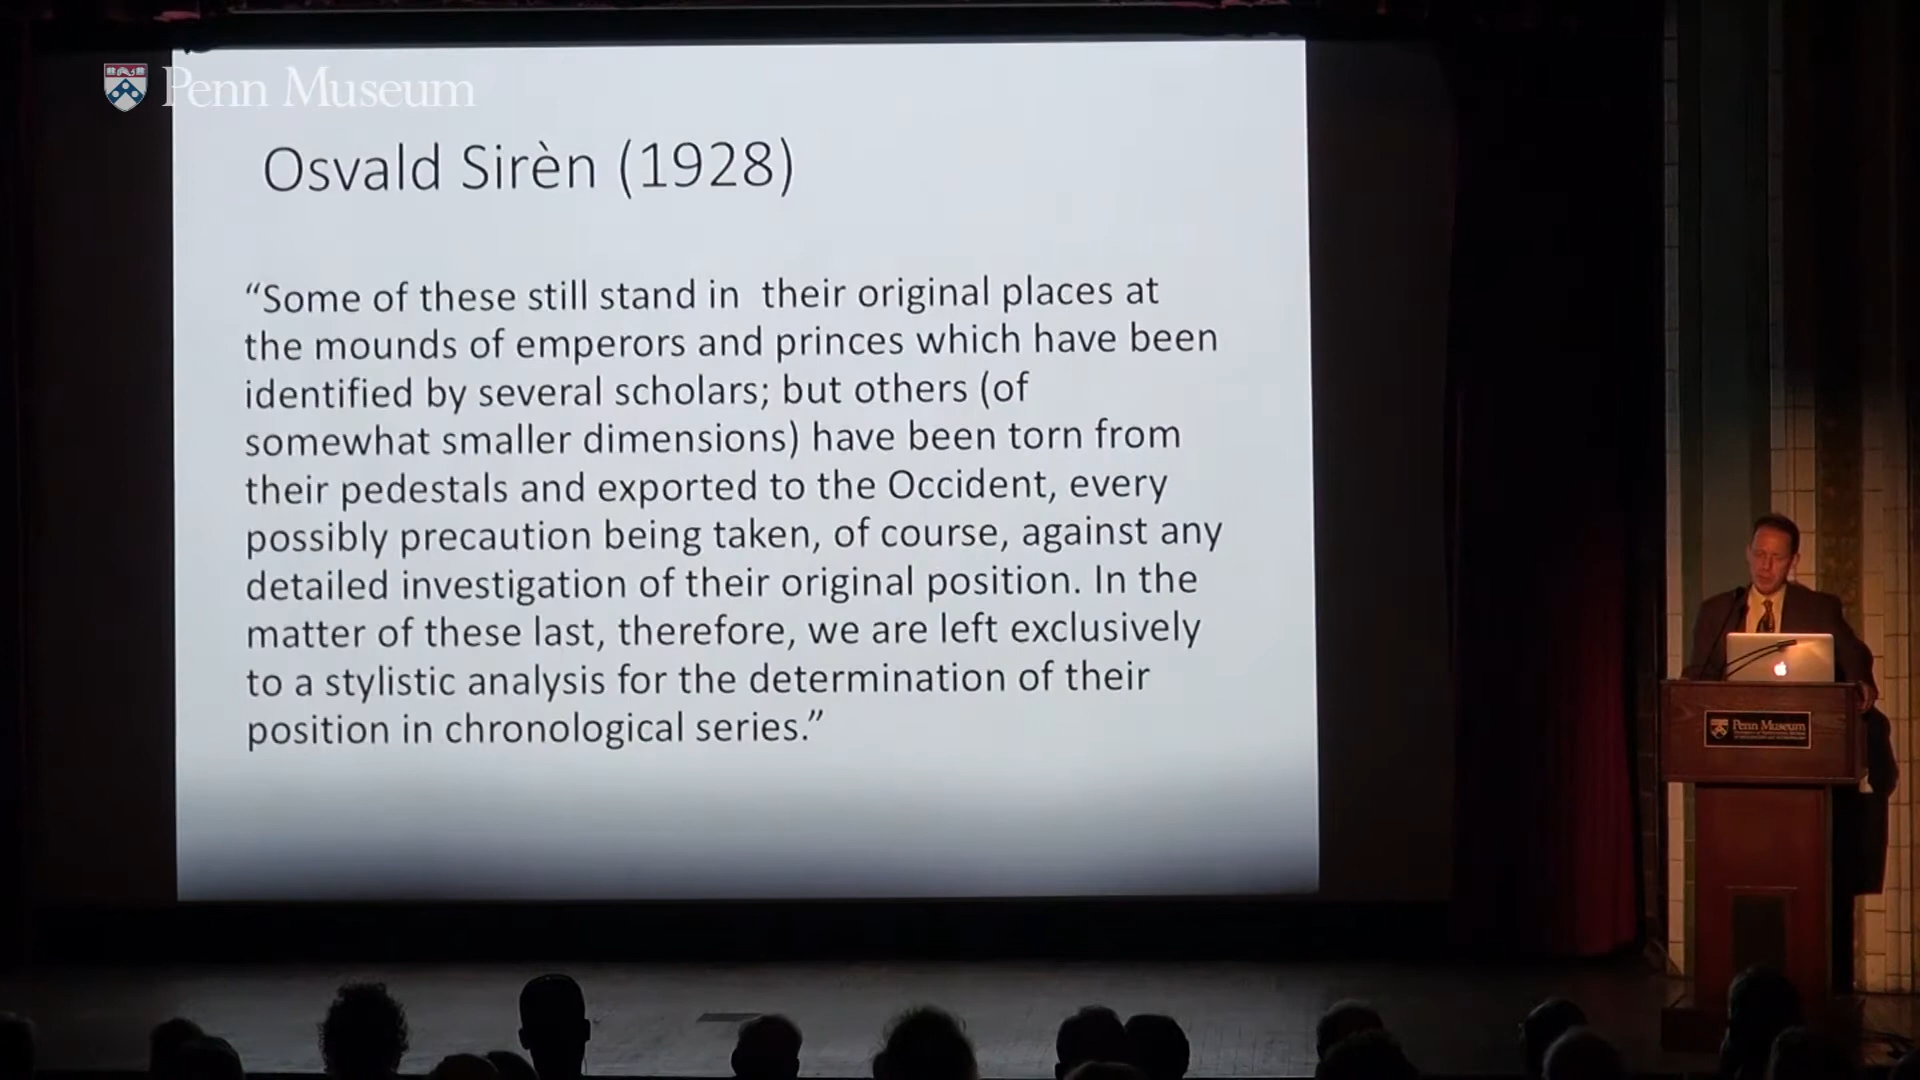 Penn Museum
Osvald Sirèn (1928)
“Some of these still stand in  their original places at
the mounds of emperors and princes which have been
identified by several scholars; but others (of
somewhat smaller dimensions) have been torn from
their pedestals and exported to the Occident, every
possibly precaution being taken, of course, against any
detailed investigation of their original position. In the
matter of these last, therefore, we are left exclusively
to a stylistic analysis for the determination of their
position in chronological series.”
Penn Museum